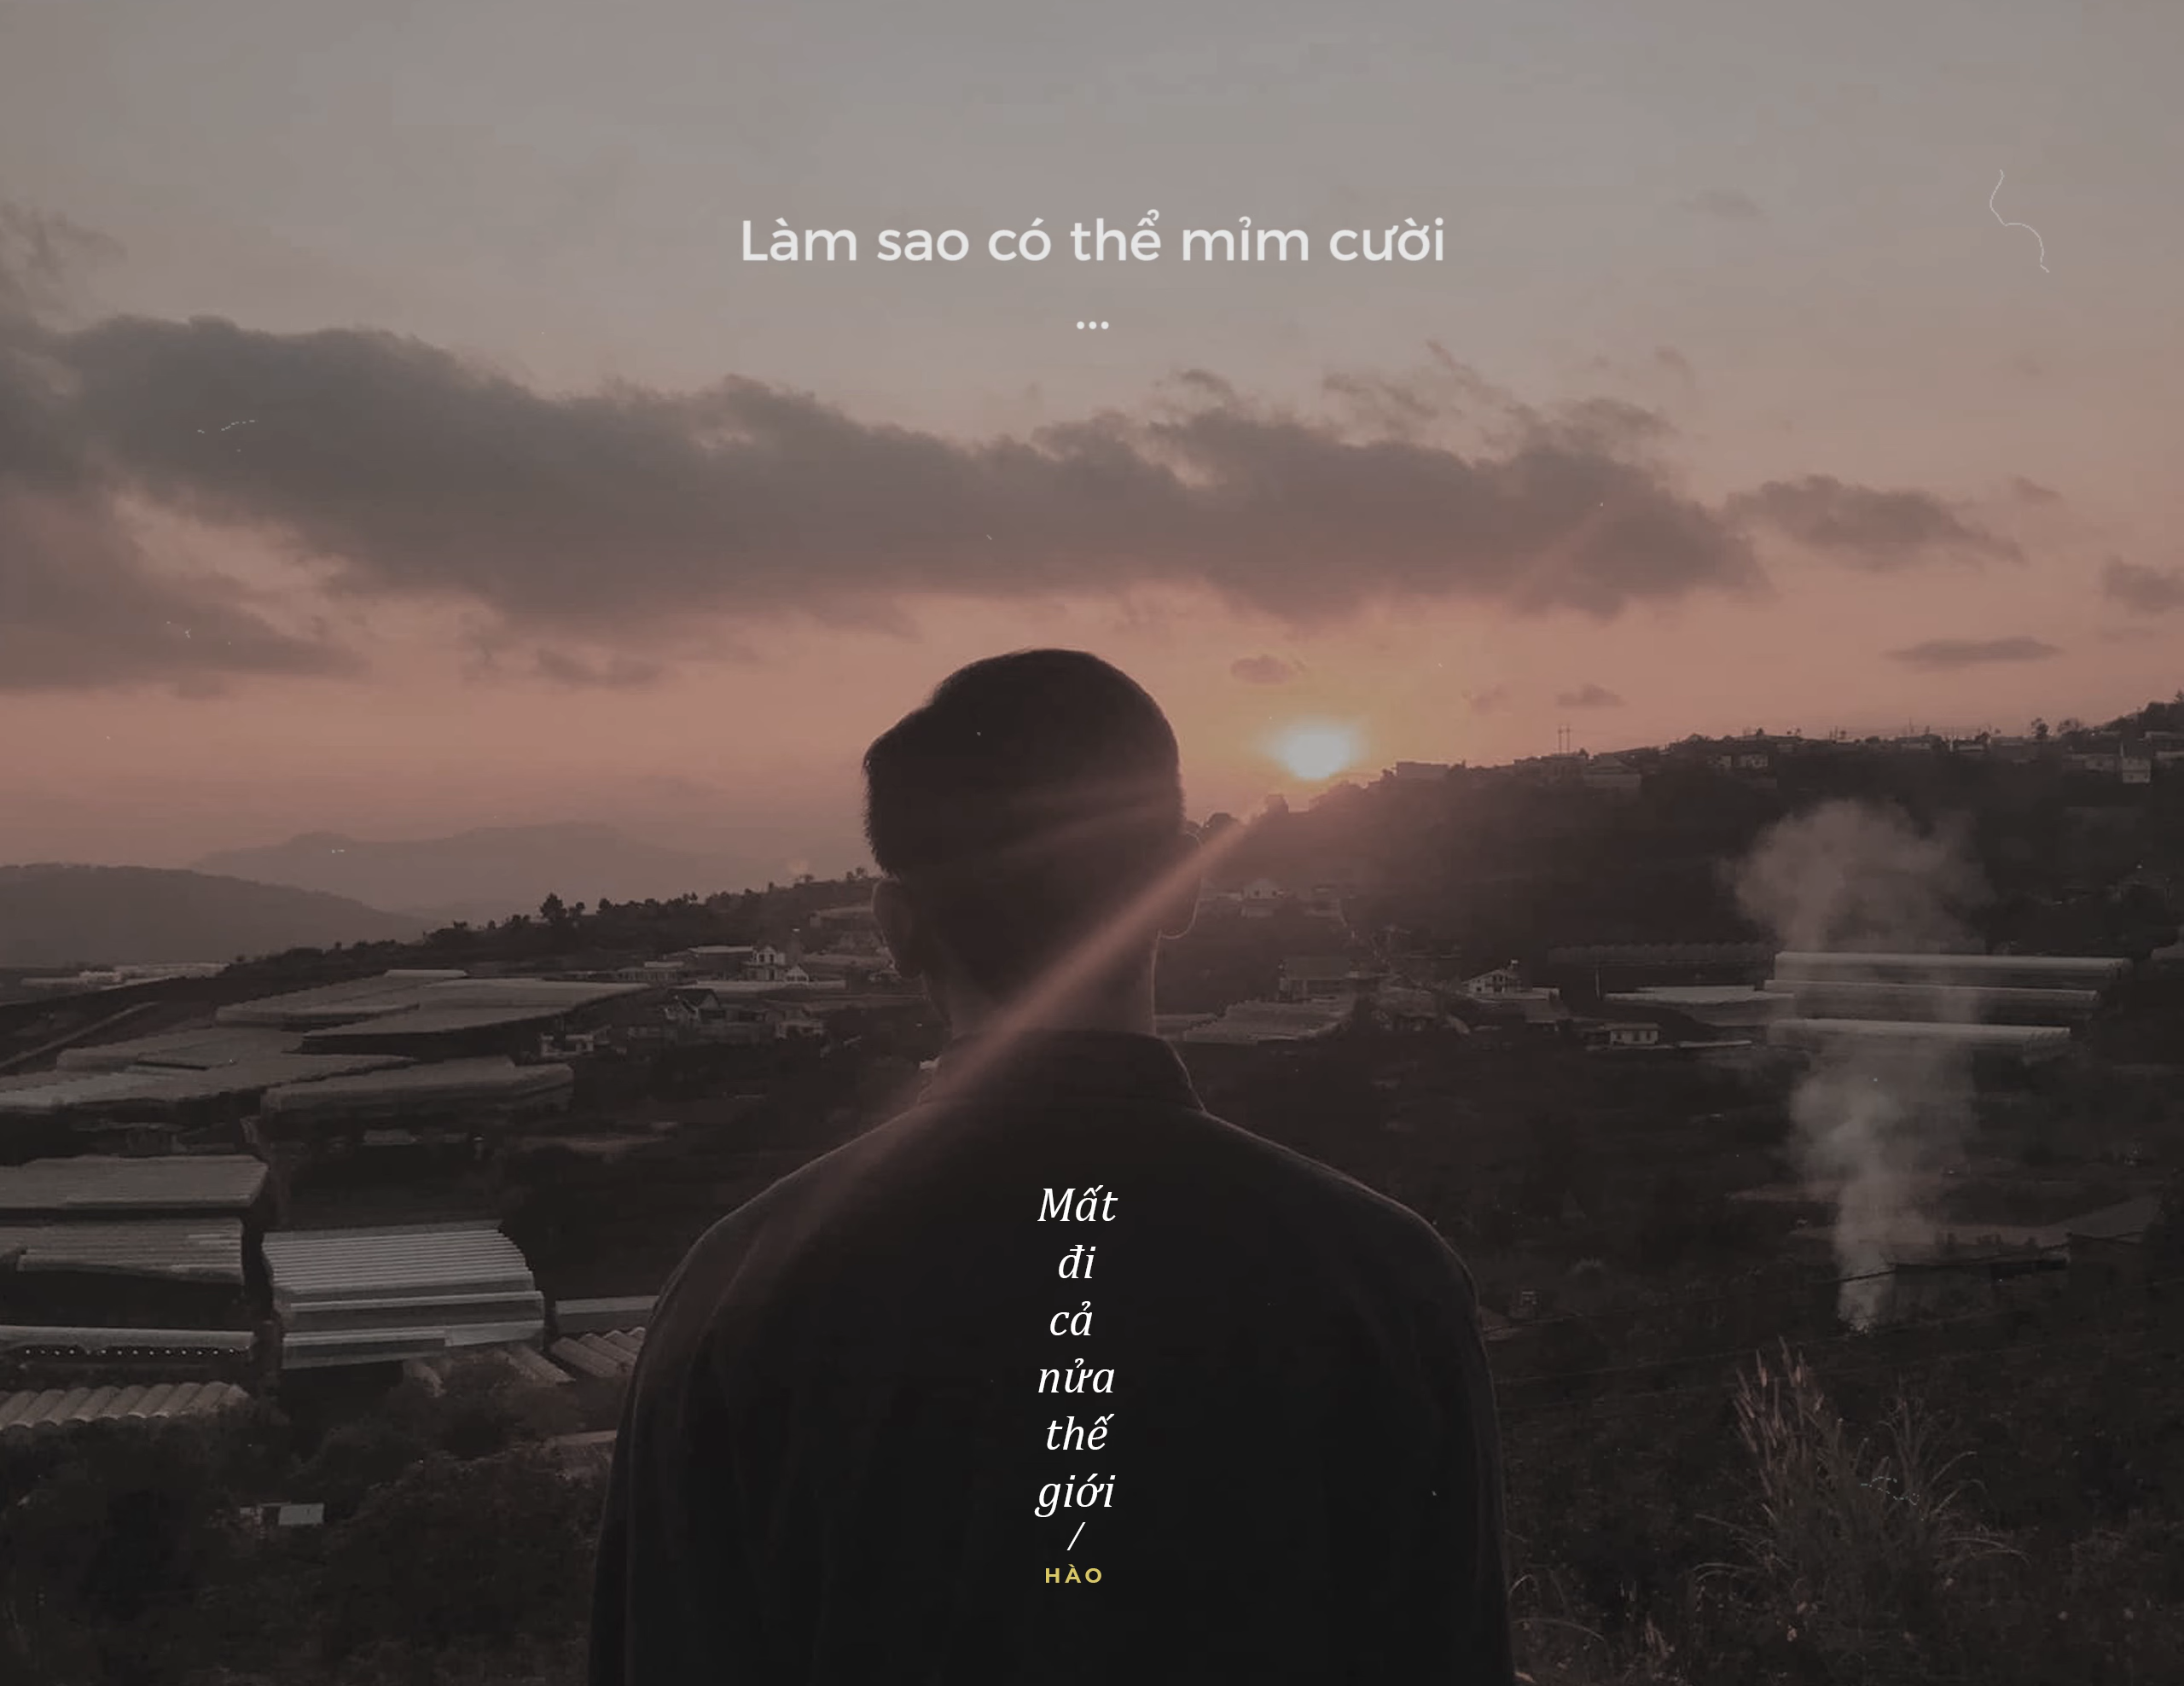 Làm sao có thể mỉm cười
...
Mất
đi
cả
nửa
thế
giới
/
HÀO